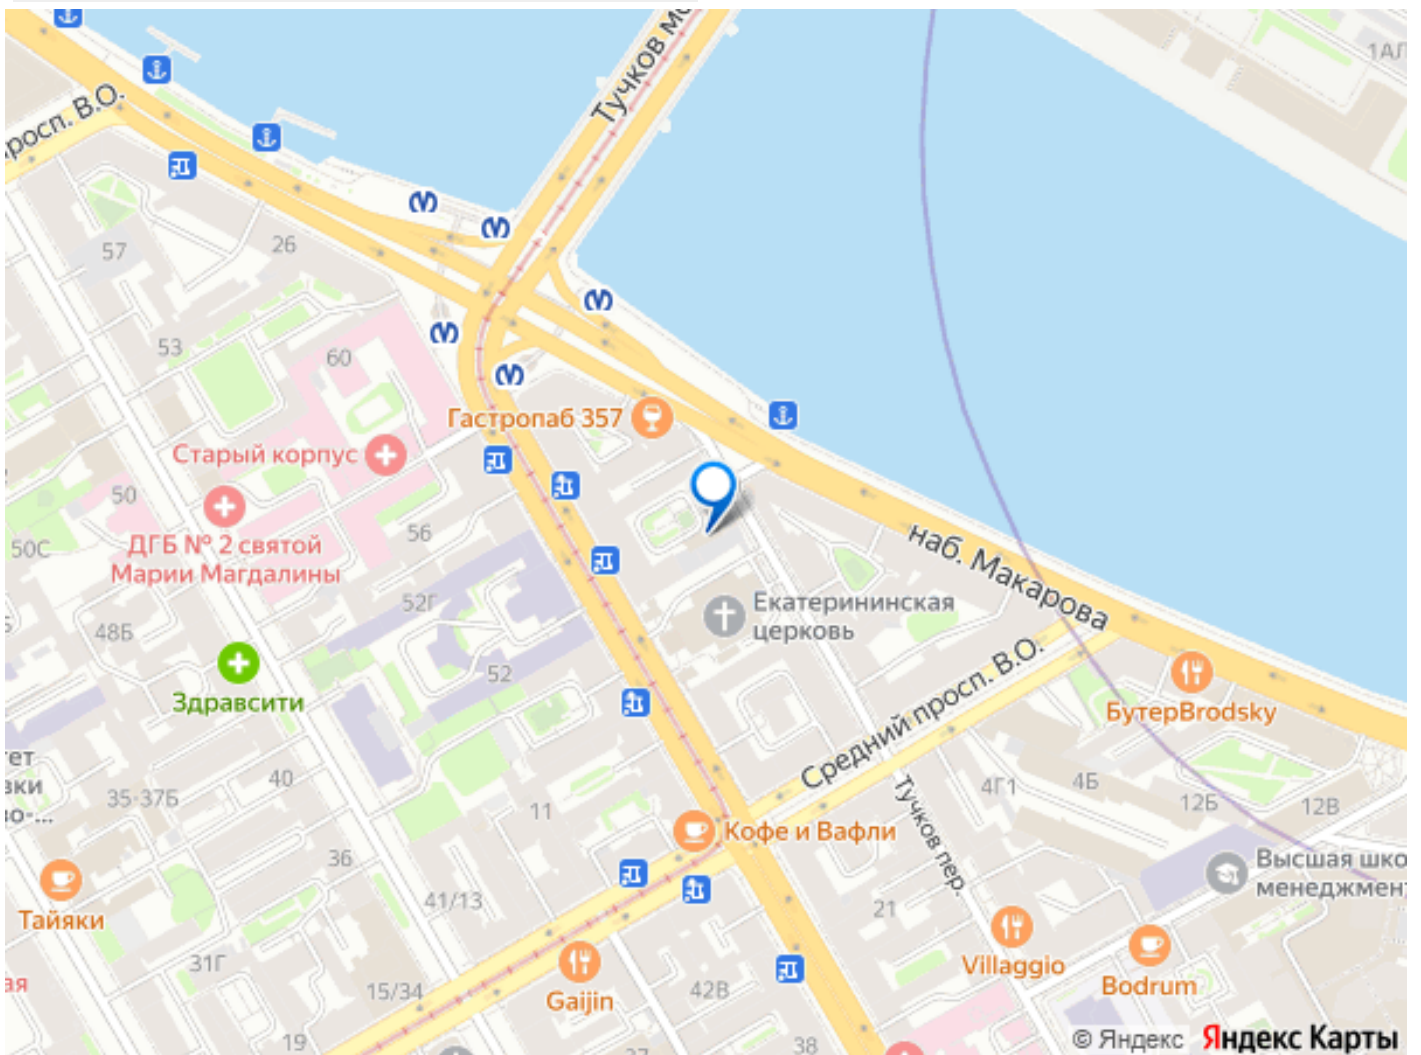 Тучков мо
1АЛ
просп. В.О.
57
26
53
60
Гастропаб 357
Старый корпус
50
50С
ДГБ № 2 святой
Марии Магдалины
56
52Г
наб. Макарова
Екатерининская
церковь
48Б
52
Здравсити
Средний просп. В.О.
БутерBrodsky
40
35-37Б
11
4Г1
4Б
12Б
12В
Тучков пер.
Кофе и Вафли
36
Высшая шко
менеджмент
Тайяки
41/13
21
31Г
Villaggio
Bodrum
15/34
Gaijin
42В
19
37
38
© Яндекс Яндекс Карты